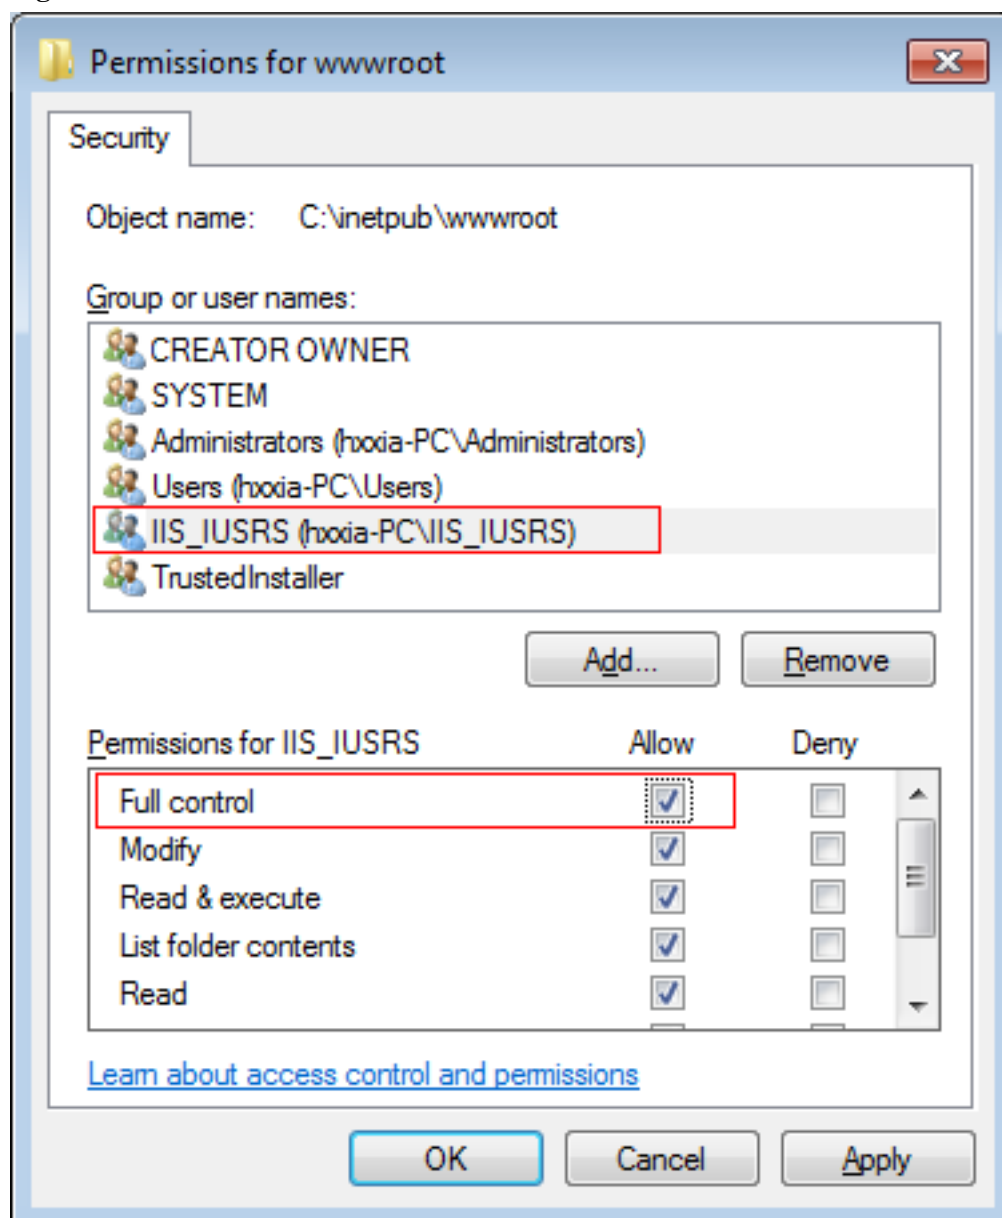 Permissions for wwwroot
Security
Object name: C:\inetpub\wwwroot
Group or user names:
CREATOR OWNER
SYSTEM
Administrators (hxxia-PC\Administrators)
Users (hxxia-PC\Users)
IIS_IUSRS (hxxia-PC\IIS_IUSRS)
TrustedInstaller
Add... Remove
Permissions for IIS_IUSRS Allow Deny
Full control
Modify
Read & execute
List folder contents
Read
Learn about access control and permissions
OK Cancel Apply